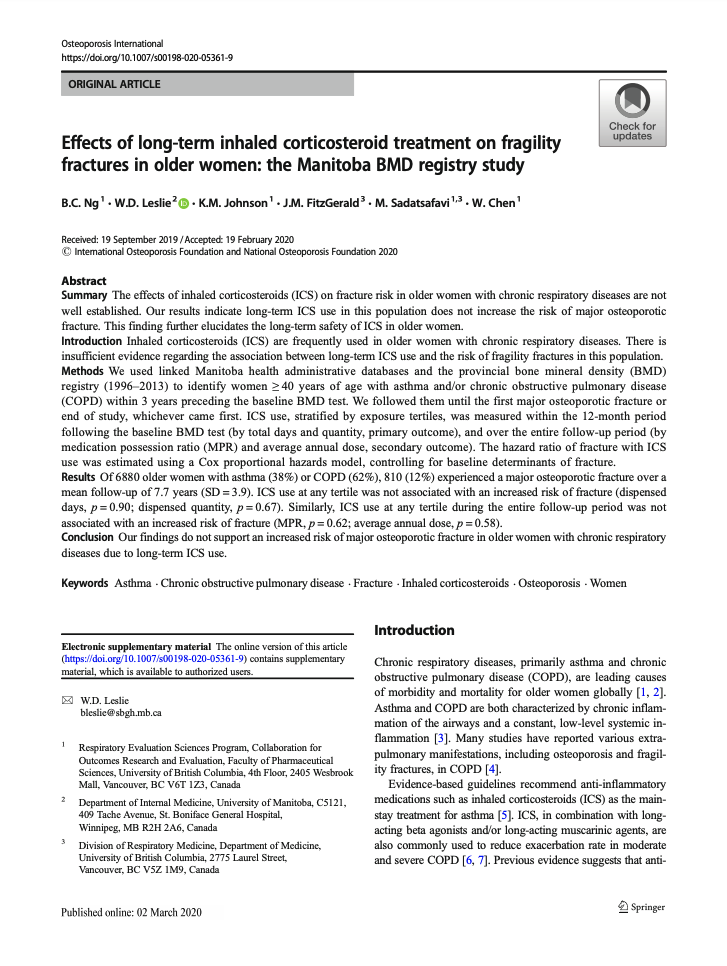 Osteoporosis International
https://doi.org/10.1007/s00198-020-05361-9
ORIGINAL ARTICLE
Check for
updates
Effects of long-term inhaled corticosteroid treatment on fragility
fractures in older women: the Manitoba BMD registry study
B.C. Ng1 · W.D. Leslie2 iD · K.M. Johnson1 · J.M. FitzGerald3 · M. Sadatsafavi1,3 · W. Chen1
Received: 19 September 2019 / Accepted: 19 February 2020
© International Osteoporosis Foundation and National Osteoporosis Foundation 2020
Abstract
Summary The effects of inhaled corticosteroids (ICS) on fracture risk in older women with chronic respiratory diseases are not
well established. Our results indicate long-term ICS use in this population does not increase the risk of major osteoporotic
fracture. This finding further elucidates the long-term safety of ICS in older women.
Introduction Inhaled corticosteroids (ICS) are frequently used in older women with chronic respiratory diseases. There is
insufficient evidence regarding the association between long-term ICS use and the risk of fragility fractures in this population.
Methods We used linked Manitoba health administrative databases and the provincial bone mineral density (BMD)
registry (1996–2013) to identify women ≥ 40 years of age with asthma and/or chronic obstructive pulmonary disease
(COPD) within 3 years preceding the baseline BMD test. We followed them until the first major osteoporotic fracture or
end of study, whichever came first. ICS use, stratified by exposure tertiles, was measured within the 12-month period
following the baseline BMD test (by total days and quantity, primary outcome), and over the entire follow-up period (by
medication possession ratio (MPR) and average annual dose, secondary outcome). The hazard ratio of fracture with ICS
use was estimated using a Cox proportional hazards model, controlling for baseline determinants of fracture.
Results Of 6880 older women with asthma (38%) or COPD (62%), 810 (12%) experienced a major osteoporotic fracture over a
mean follow-up of 7.7 years (SD = 3.9). ICS use at any tertile was not associated with an increased risk of fracture (dispensed
days, p = 0.90; dispensed quantity, p = 0.67). Similarly, ICS use at any tertile during the entire follow-up period was not
associated with an increased risk of fracture (MPR, p = 0.62; average annual dose, p = 0.58).
Conclusion Our findings do not support an increased risk of major osteoporotic fracture in older women with chronic respiratory
diseases due to long-term ICS use.
Keywords Asthma · Chronic obstructive pulmonary disease · Fracture · Inhaled corticosteroids · Osteoporosis · Women
Electronic supplementary material The online version of this article
(https://doi.org/10.1007/s00198-020-05361-9) contains supplementary
material, which is available to authorized users.
W.D. Leslie
bleslie@sbgh.mb.ca
1 Respiratory Evaluation Sciences Program, Collaboration for
Outcomes Research and Evaluation, Faculty of Pharmaceutical
Sciences, University of British Columbia, 4th Floor, 2405 Wesbrook
Mall, Vancouver, BC V6T 1Z3, Canada
2 Department of Internal Medicine, University of Manitoba, C5121,
409 Tache Avenue, St. Boniface General Hospital,
Winnipeg, MB R2H 2A6, Canada
3 Division of Respiratory Medicine, Department of Medicine,
University of British Columbia, 2775 Laurel Street,
Vancouver, BC V5Z 1M9, Canada
Introduction
Chronic respiratory diseases, primarily asthma and chronic
obstructive pulmonary disease (COPD), are leading causes
of morbidity and mortality for older women globally [1, 2].
Asthma and COPD are both characterized by chronic inflam-
mation of the airways and a constant, low-level systemic in-
flammation [3]. Many studies have reported various extra-
pulmonary manifestations, including osteoporosis and fragil-
ity fractures, in COPD [4].
Evidence-based guidelines recommend anti-inflammatory
medications such as inhaled corticosteroids (ICS) as the main-
stay treatment for asthma [5]. ICS, in combination with long-
acting beta agonists and/or long-acting muscarinic agents, are
also commonly used to reduce exacerbation rate in moderate
and severe COPD [6, 7]. Previous evidence suggests that anti-
Published online: 02 March 2020
Springer